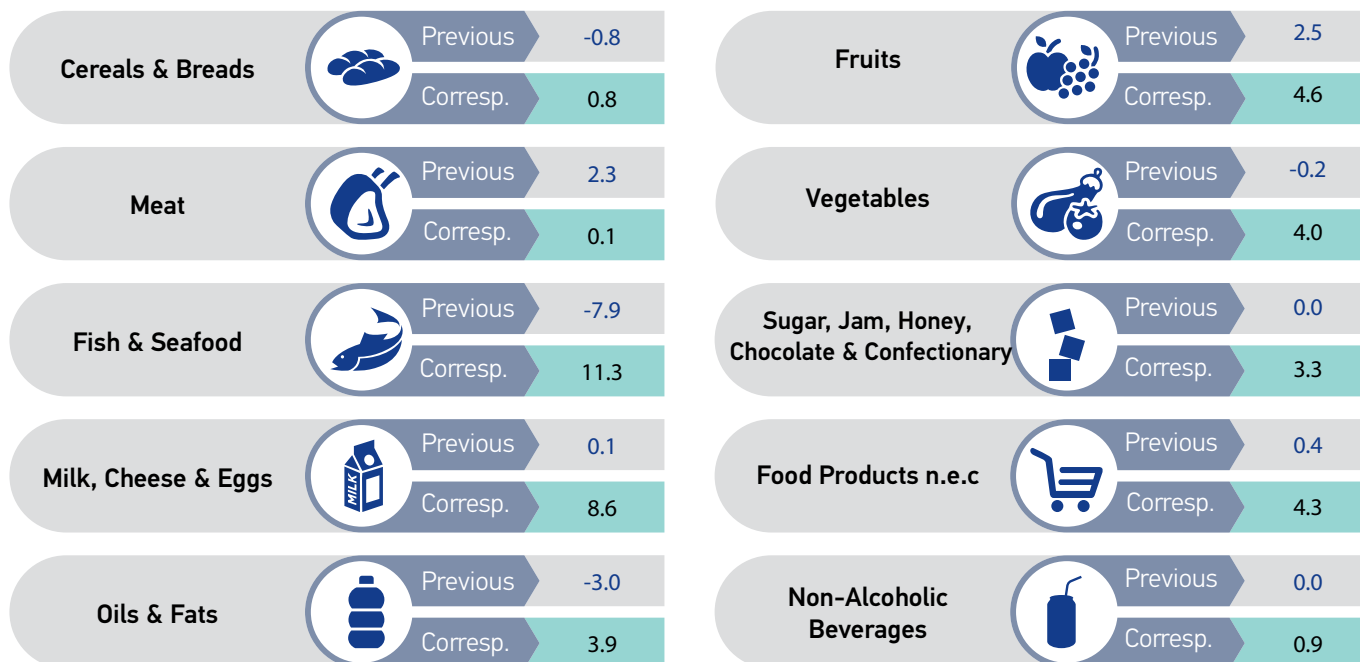 Cereals & Breads
Previous -0.8
Corresp. 0.8
Meat
Previous 2.3
Corresp. 0.1
Fish & Seafood
Previous -7.9
Corresp. 11.3
Milk, Cheese & Eggs
MILK
Previous 0.1
Corresp. 8.6
Oils & Fats
Previous -3.0
Corresp. 3.9
Fruits
Previous 2.5
Corresp. 4.6
Vegetables
Previous -0.2
Corresp. 4.0
Sugar, Jam, Honey,
Chocolate & Confectionary
Previous 0.0
Corresp. 3.3
Food Products n.e.c
Previous 0.4
Corresp. 4.3
Non-Alcoholic
Beverages
Previous 0.0
Corresp. 0.9